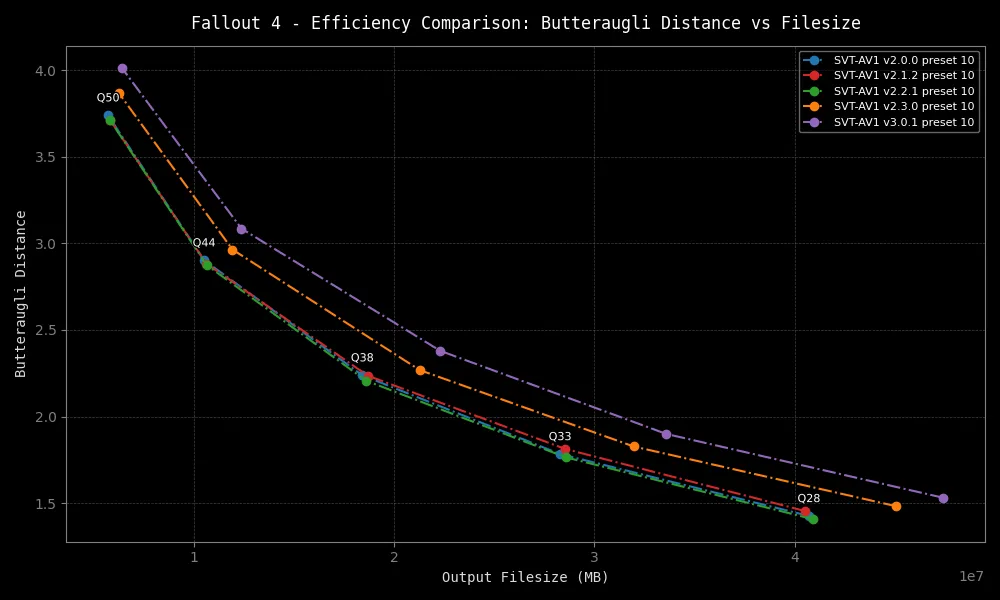 Fallout 4 - Efficiency Comparison: Butteraugli Distance vs Filesize
SVT-AV1 v2.0.0 preset 10
SVT-AV1 v2.1.2 preset 10
SVT-AV1 v2.2.1 preset 10
SVT-AV1 v2.3.0 preset 10
SVT-AV1 v3.0.1 preset 10
Butteraugli Distance
4.0
3.5
3.0
2.5
2.0
1.5
Q50
Q44
Q38
Q33
Q28
1
2
3
4
1e7
Output Filesize (MB)